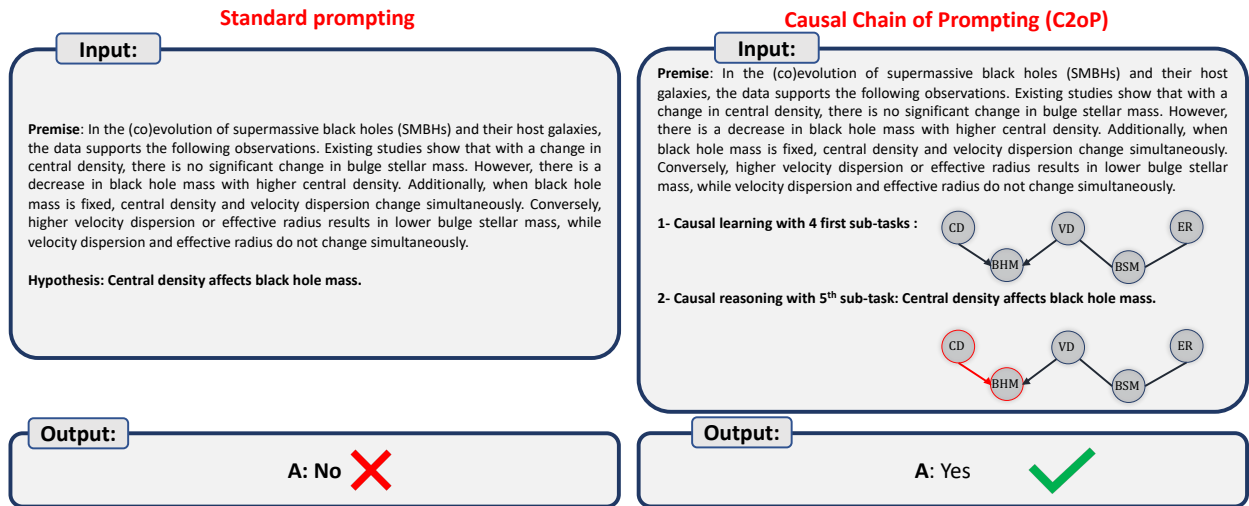 Standard prompting
Input:
Premise: In the (co)evolution of supermassive black holes (SMBHs) and their host galaxies,
the data supports the following observations. Existing studies show that with a change in
central density, there is no significant change in bulge stellar mass. However, there is a
decrease in black hole mass with higher central density. Additionally, when black hole
mass is fixed, central density and velocity dispersion change simultaneously. Conversely,
higher velocity dispersion or effective radius results in lower bulge stellar mass, while
velocity dispersion and effective radius do not change simultaneously.
Hypothesis: Central density affects black hole mass.
Output:
A: No
Causal Chain of Prompting (C2oP)
Input:
Premise: In the (co)evolution of supermassive black holes (SMBHs) and their host
galaxies, the data supports the following observations. Existing studies show that with a
change in central density, there is no significant change in bulge stellar mass. However,
there is a decrease in black hole mass with higher central density. Additionally, when
black hole mass is fixed, central density and velocity dispersion change simultaneously.
Conversely, higher velocity dispersion or effective radius results in lower bulge stellar
mass, while velocity dispersion and effective radius do not change simultaneously.
1- Causal learning with 4 first sub-tasks :
CD VD ER
BHM BSM
2- Causal reasoning with 5th sub-task: Central density affects black hole mass.
CD VD ER
BHM BSM
Output:
A: Yes